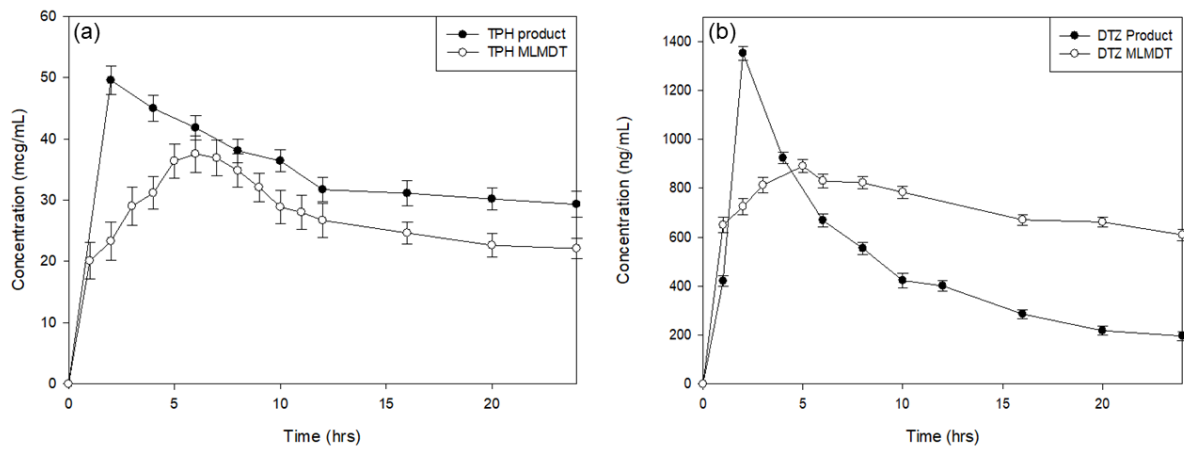 (a)
TPH product
TPH MLMDT
60
50
40
30
20
10
0
Concentration (mcg/mL)
0 5 10 15 20
Time (hrs)
(b)
DTZ Product
DTZ MLMDT
1400
1200
1000
800
600
400
200
0
Concentration (ng/mL)
0 5 10 15 20
Time (hrs)